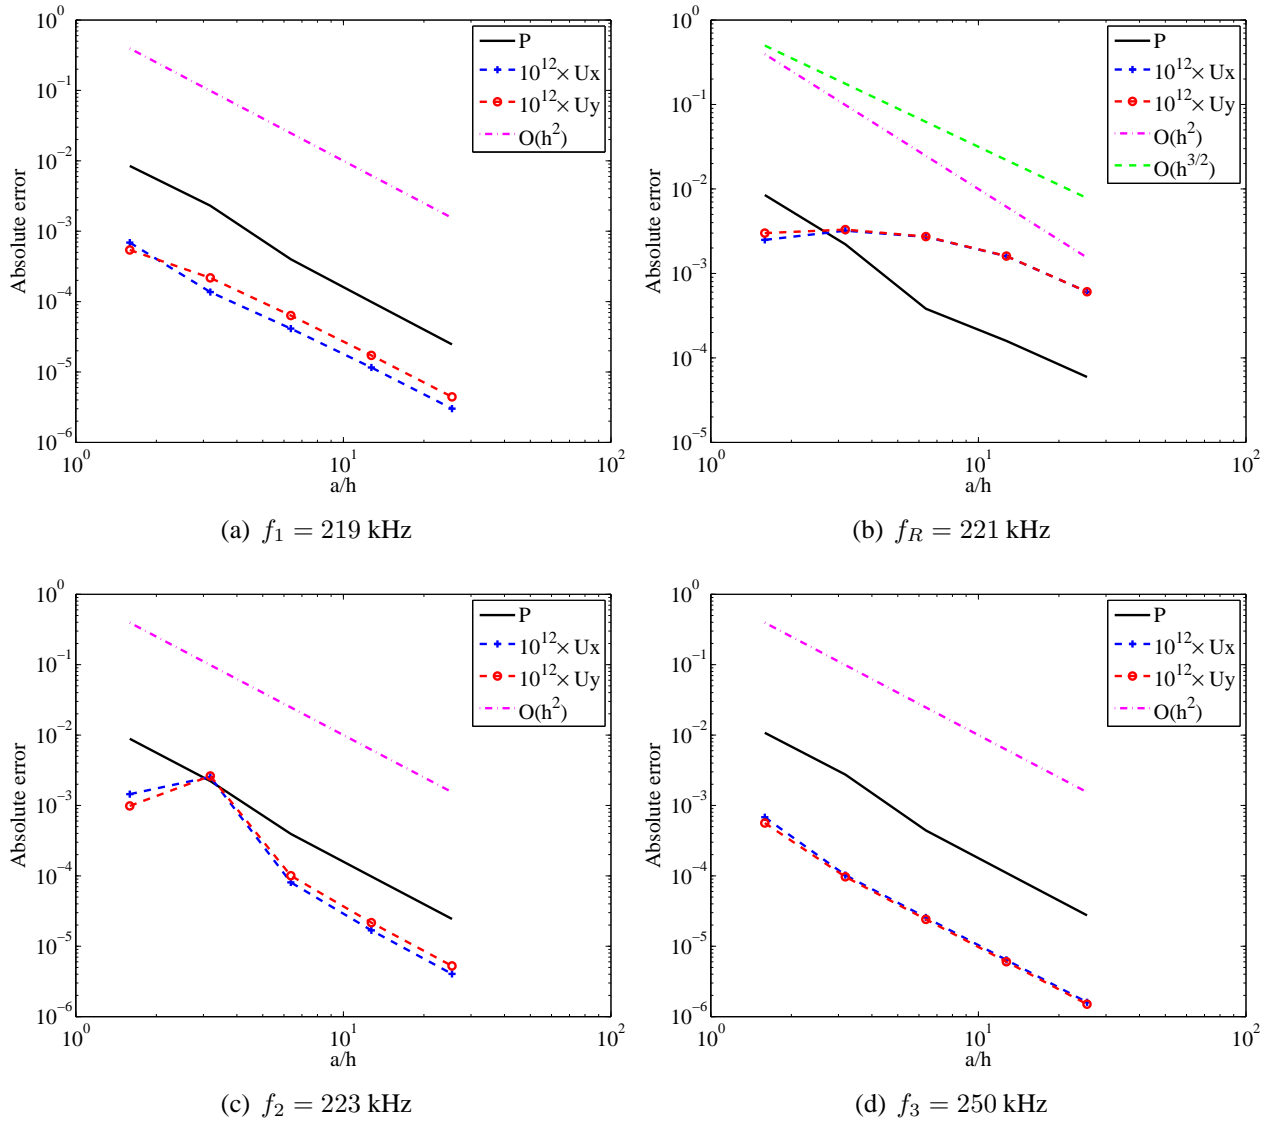 10^0
10^-1
10^-2
10^-3
10^-4
10^-5
10^-6
Absolute error
P
10^12× Ux
10^12× Uy
O(h^2)
10^0
10^1
10^2
a/h
(a) f_1 = 219 kHz
10^0
10^-1
10^-2
10^-3
10^-4
10^-5
Absolute error
P
10^12× Ux
10^12× Uy
O(h^2)
O(h^3/2)
10^0
10^1
10^2
a/h
(b) f_R = 221 kHz
10^0
10^-1
10^-2
10^-3
10^-4
10^-5
10^-6
Absolute error
P
10^12× Ux
10^12× Uy
O(h^2)
10^0
10^1
10^2
a/h
(c) f_2 = 223 kHz
10^0
10^-1
10^-2
10^-3
10^-4
10^-5
10^-6
Absolute error
P
10^12× Ux
10^12× Uy
O(h^2)
10^0
10^1
10^2
a/h
(d) f_3 = 250 kHz